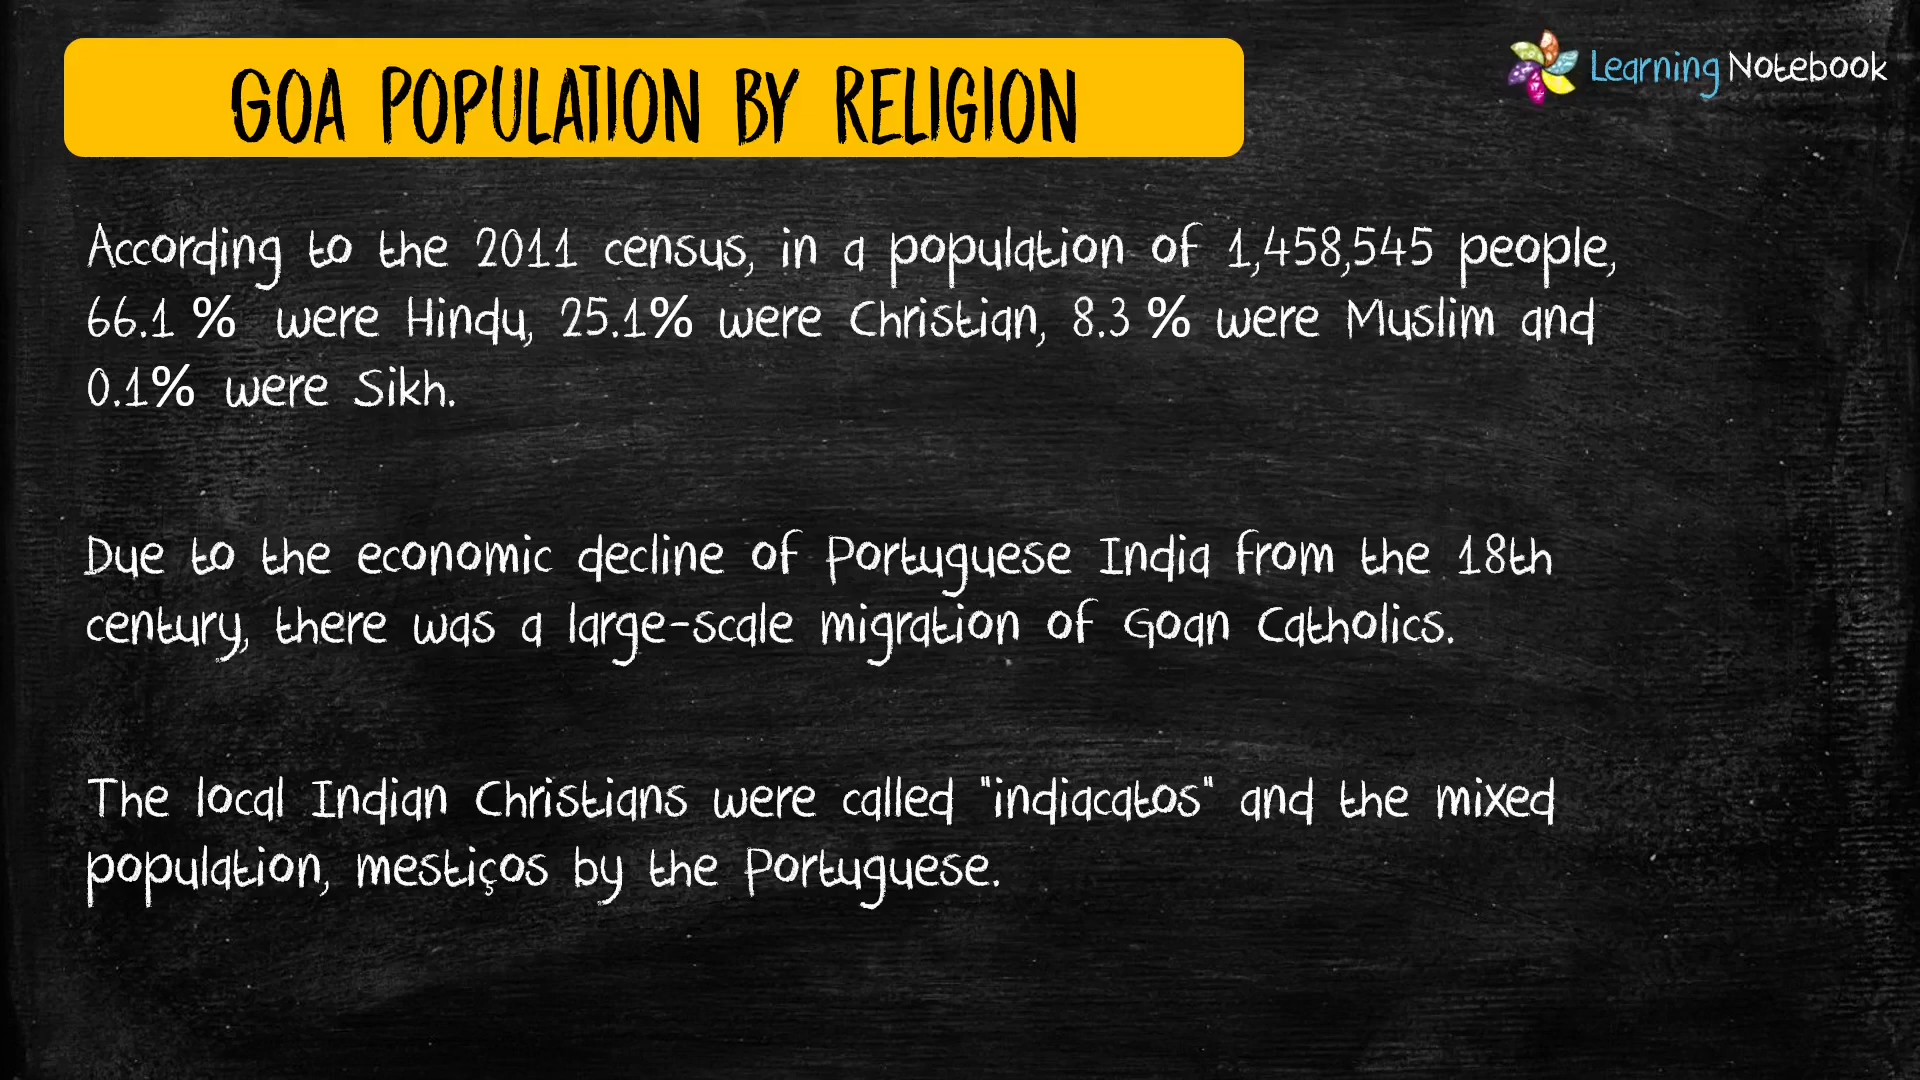 GOA POPULATION BY RELIGION
Learning Notebook
According to the 2011 census, in a population of 1,458,545 people,
66.1 % were Hindu, 25.1% were Christian, 8.3 % were Muslim and
0.1% were Sikh.
Due to the economic decline of Portuguese India from the 18th
century, there was a large-scale migration of Goan Catholics.
The local Indian Christians were called "indiacatos" and the mixed
population, mestiços by the Portuguese.